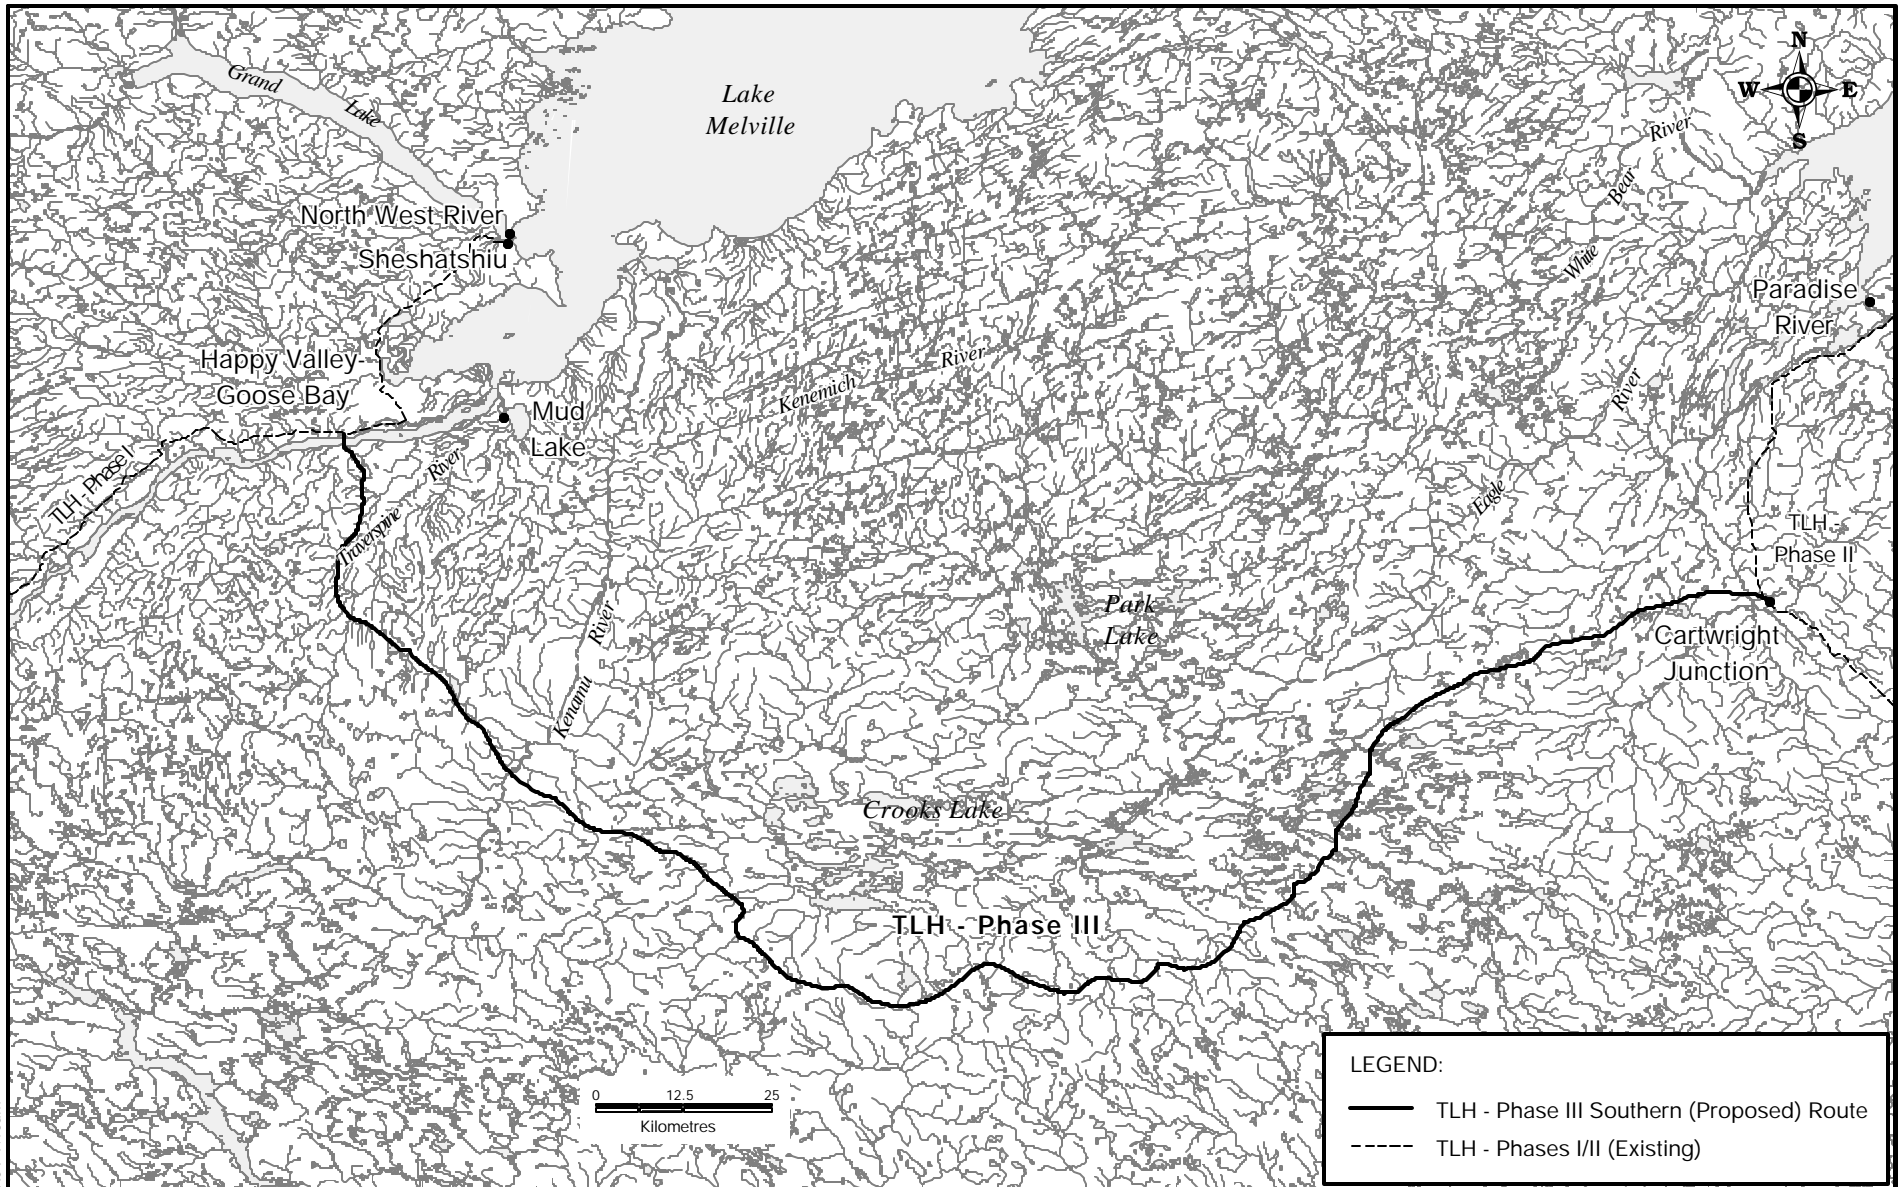 N
W E
S
Grand
Lake
Lake
Melville
River
Bear
White
North West River
Sheshatshiu
Paradise
River
Happy Valley-
Goose Bay
Kenemich
River
River
Eagle
Mud
Lake
TLH - Phase I
River
Traverspine
TLH -
Phase II
Park
Lake
River
Kenamu
Cartwright
Junction
Crooks Lake
TLH - Phase III
0 12.5 25
Kilometres
LEGEND:
TLH - Phase III Southern (Proposed) Route
TLH - Phases I/II (Existing)